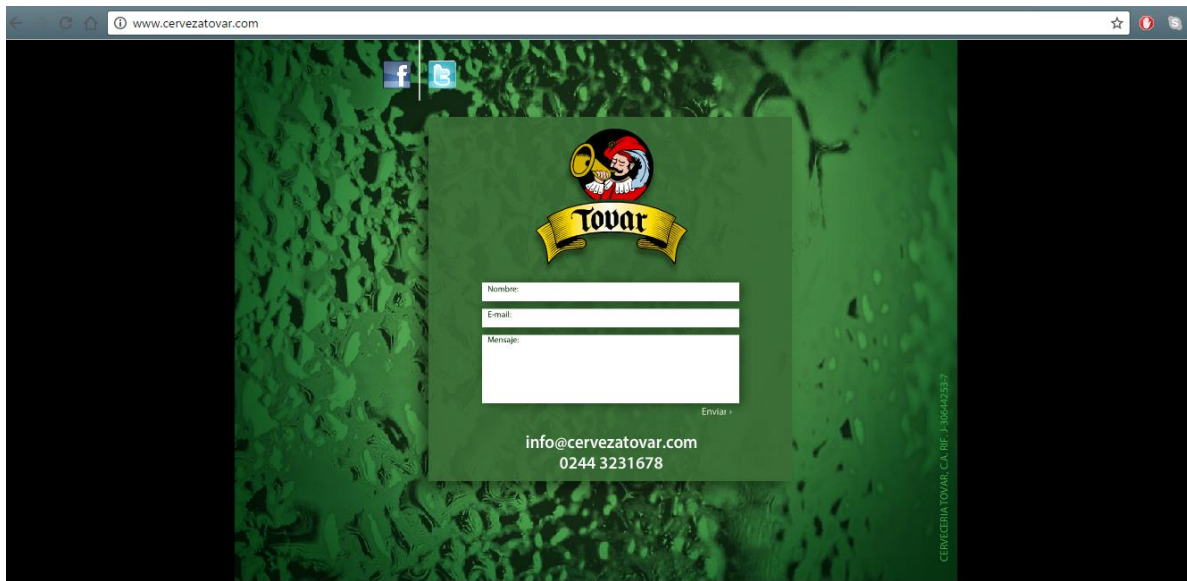 www.cervezatovar.com
Tovar
Nombre:
E-mail:
Mensaje:
Enviar ›
info@cervezatovar.com
0244 3231678
CERVECERIA TOVAR, C.A. RIF. J-30644253-7